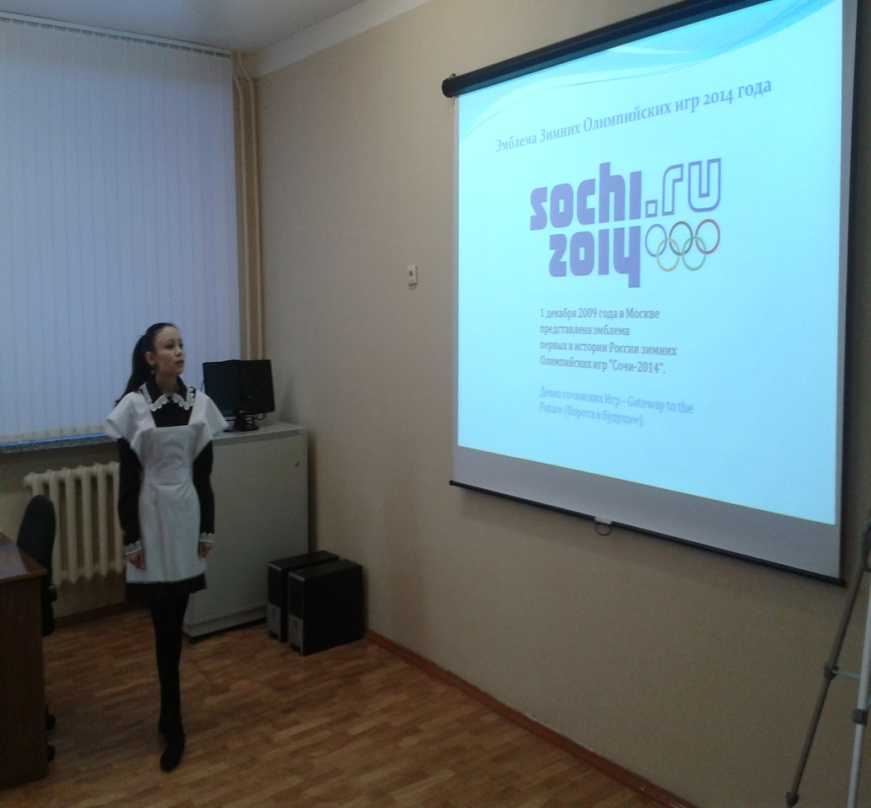 Эмблема Зимних Олимпийских игр 2014 года
sochi.ru
2014
1 декабря 2009 года в Москве
представлена эмблема
первых в истории России зимних
Олимпийских игр "Сочи-2014".
Девиз сочинских Игр - Gateway to the
Future (Ворота в будущее).